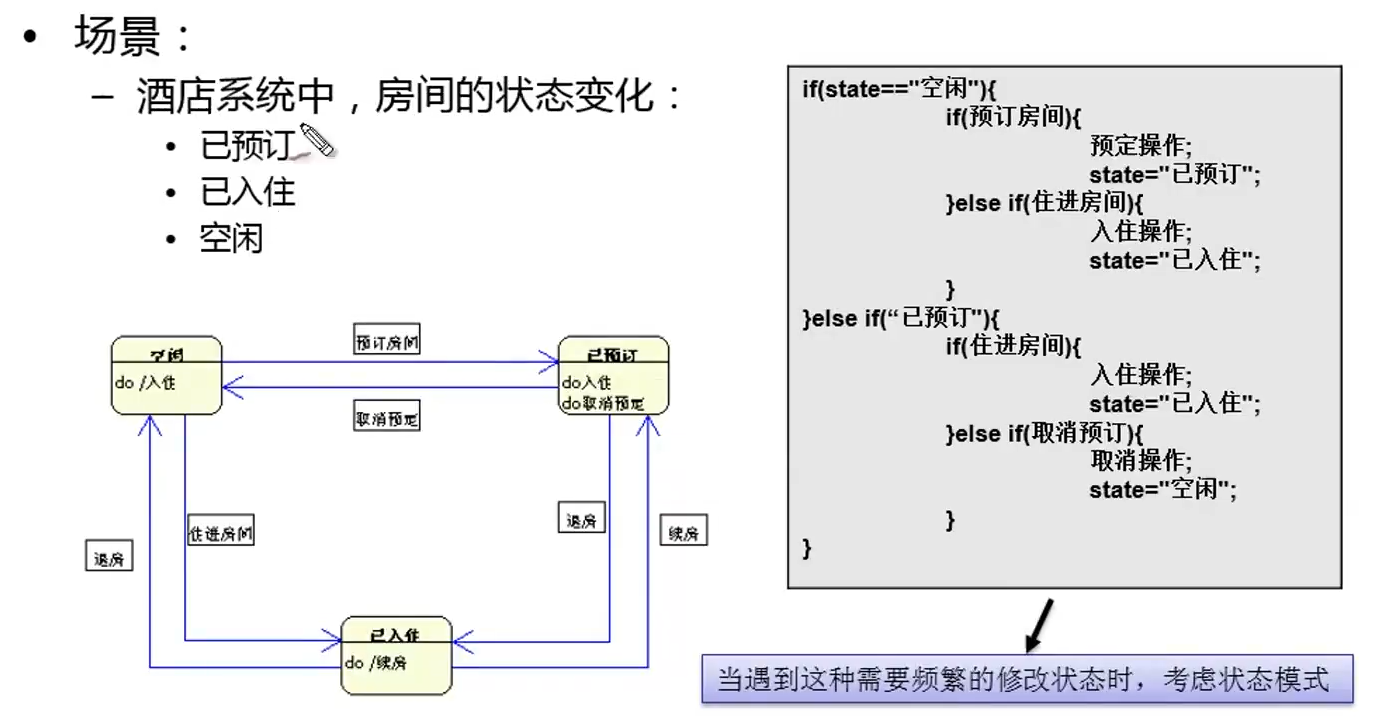 • 场景：
– 酒店系统中，房间的状态变化：
• 已预订
• 已入住
• 空闲
if(state=="空闲"){
if(预订房间){
预定操作;
state="已预订";
}else if(住进房间){
入住操作;
state="已入住";
}
}else if(“已预订"){
if(住进房间){
入住操作;
state="已入住";
}else if(取消预订){
取消操作;
state="空闲";
}
}
当遇到这种需要频繁的修改状态时，考虑状态模式
空闲
do /入住
预订房间
取消预定
已预订
do入住
do取消预定
退房
住进房间
退房
续房
已入住
do /续房